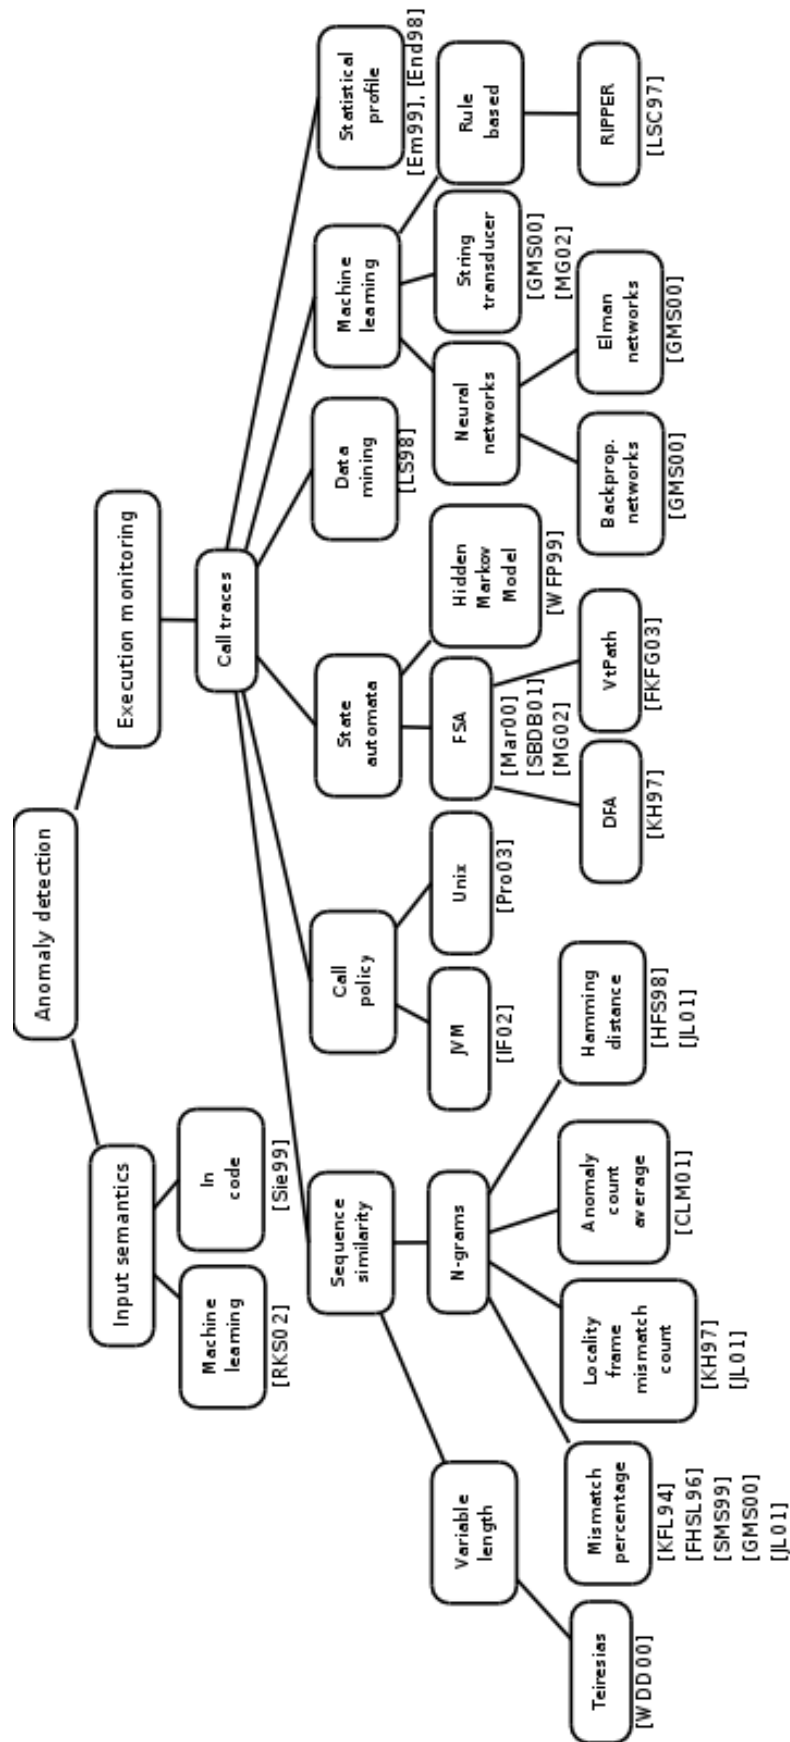 Anomaly detection
Input semantics
Execution monitoring
Machine
learning
[RKS02]
In
code
[Sie99]
Call traces
Sequence
similarity
Call
policy
State
automata
Data
mining
[LS98]
Machine
learning
Statistical
profile
[Em99], [End98]
Variable
length
N-grams
JVM
[IF02]
Unix
[Pro03]
FSA
[Mar00]
[SBDB01]
[MG02]
Hidden
Markov
Model
[WFP99]
Neural
networks
String
transducer
[GMS00]
[MG02]
Rule
based
Teiresias
[WDD00]
Mismatch
percentage
[KFL94]
[FHSL96]
[SMS99]
[GMS00]
[JL01]
Locality
frame
mismatch
count
[KH97]
[JL01]
Anomaly
count
average
[CLM01]
Hamming
distance
[HFS98]
[JL01]
DFA
[KH97]
VtPath
[FKFG03]
Backprop.
networks
[GMS00]
Elman
networks
[GMS00]
RIPPER
[LSC97]